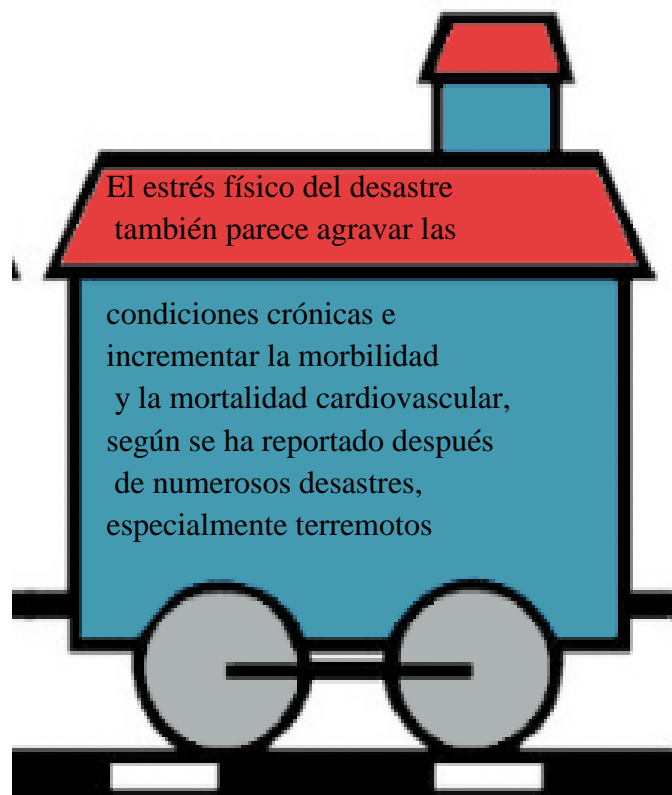 El estrés físico del desastre
también parece agravar las
condiciones crónicas e
incrementar la morbilidad
y la mortalidad cardiovascular,
según se ha reportado después
de numerosos desastres,
especialmente terremotos